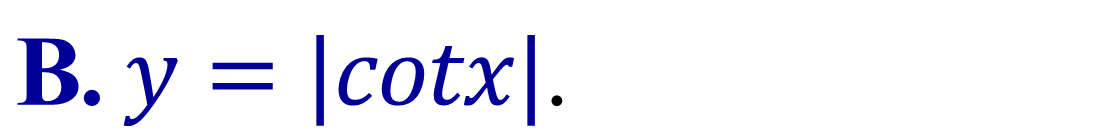 B. y = |cotx|.